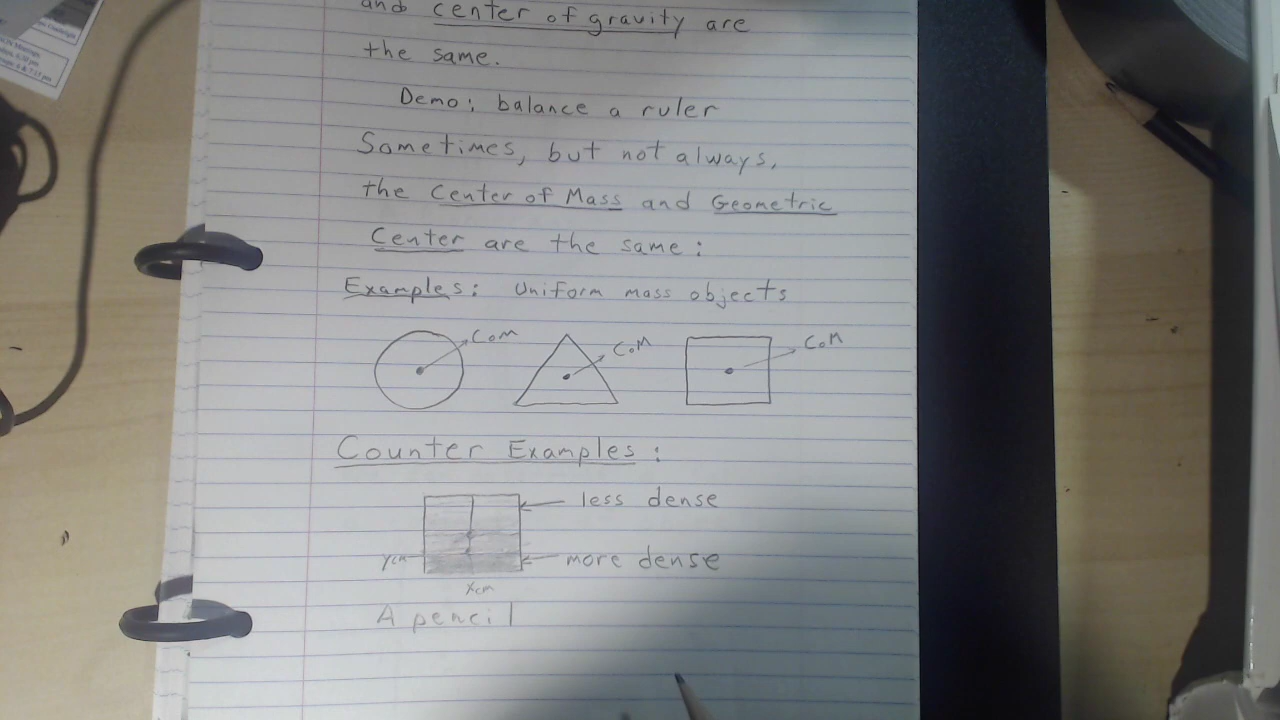 and center of gravity are
the same.
Demo: balance a ruler
Sometimes, but not always,
the Center of Mass and Geometric
Center are the same:
Examples: Uniform mass objects
CoM CoM CoM
Counter Examples:
less dense
ycm more dense
xcm
A pencil